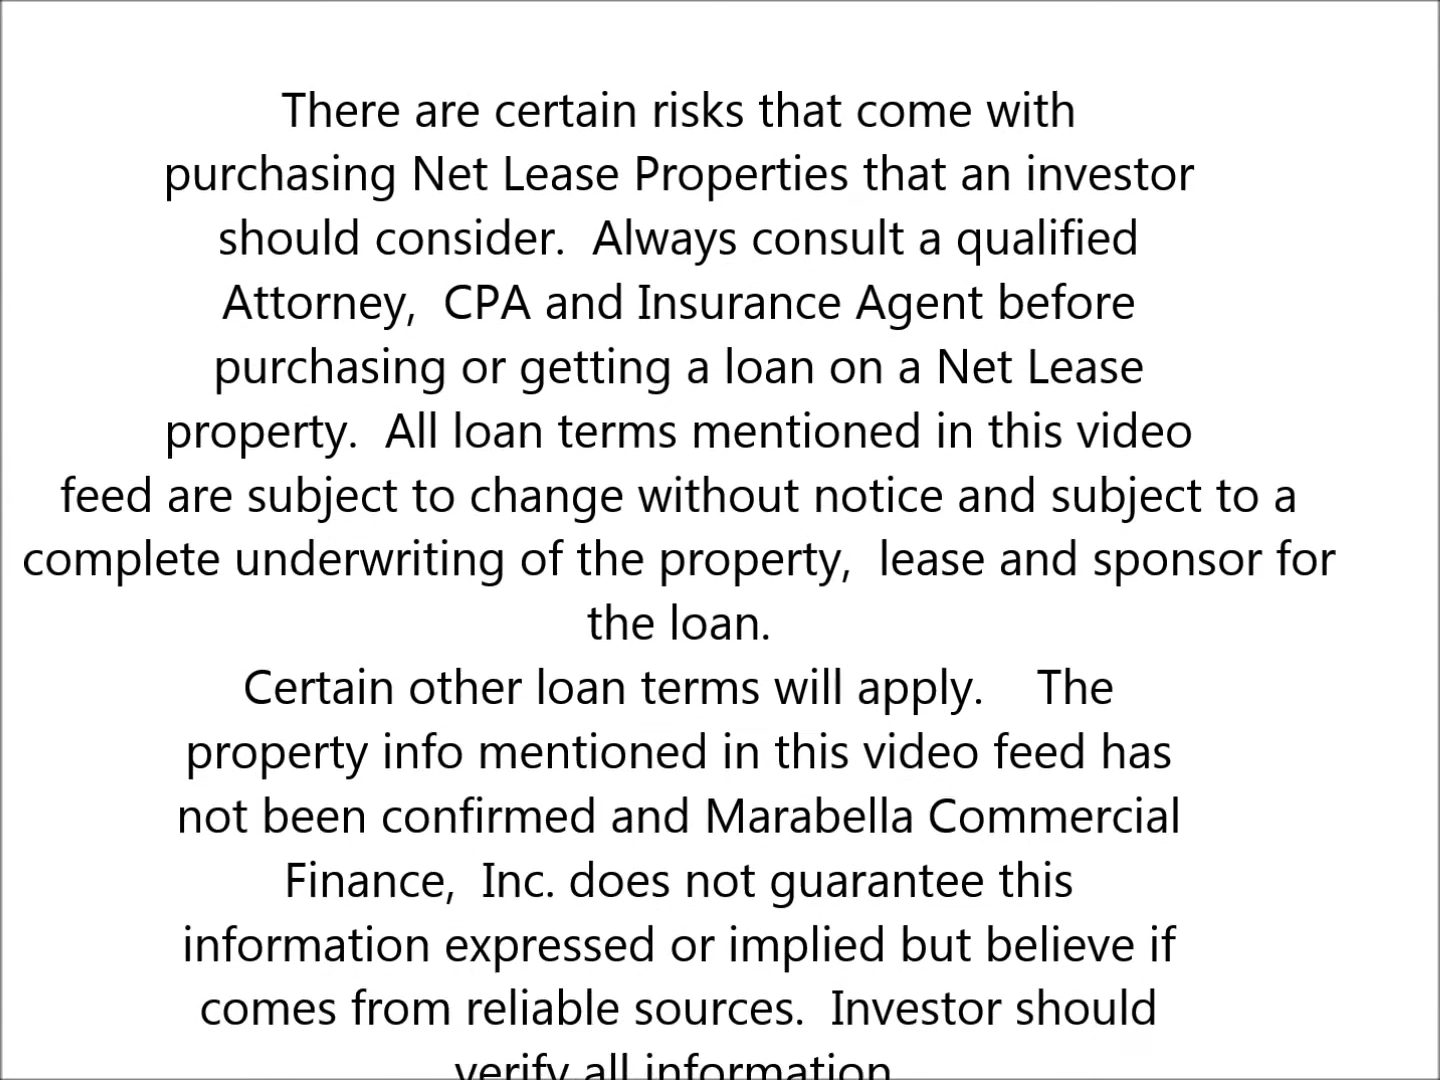 There are certain risks that come with
purchasing Net Lease Properties that an investor
should consider.  Always consult a qualified
Attorney,  CPA and Insurance Agent before
purchasing or getting a loan on a Net Lease
property.  All loan terms mentioned in this video
feed are subject to change without notice and subject to a
complete underwriting of the property,  lease and sponsor for
the loan.
Certain other loan terms will apply.    The
property info mentioned in this video feed has
not been confirmed and Marabella Commercial
Finance,  Inc. does not guarantee this
information expressed or implied but believe if
comes from reliable sources.  Investor should
verify all information